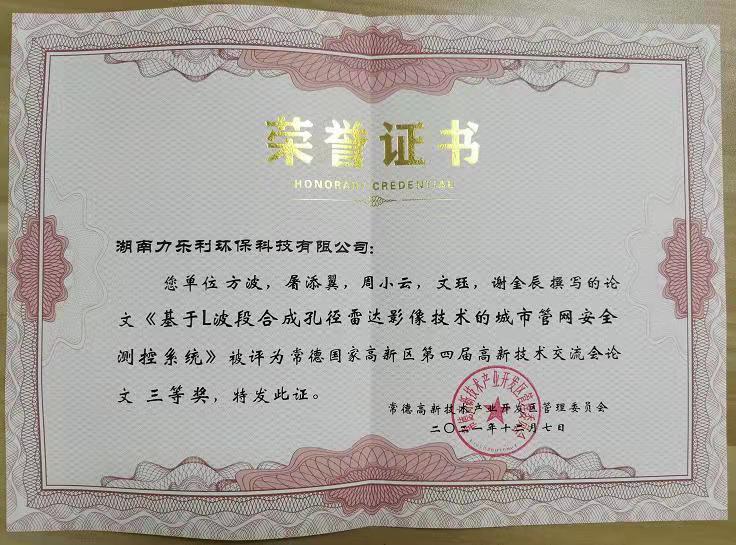 荣誉证书
HONORARY CREDENTIAL
湖南力乐利环保科技有限公司：
您单位 方波，屠添翼，周小云，文珏，谢金辰 撰写的论
文《基于L波段合成孔径雷达影像技术的城市管网安全
测控系统》被评为常德国家高新区第四届高新技术交流会论
文 三等奖，特发此证。
常德高新技术产业开发区管理委员会
二〇二一年十二月七日